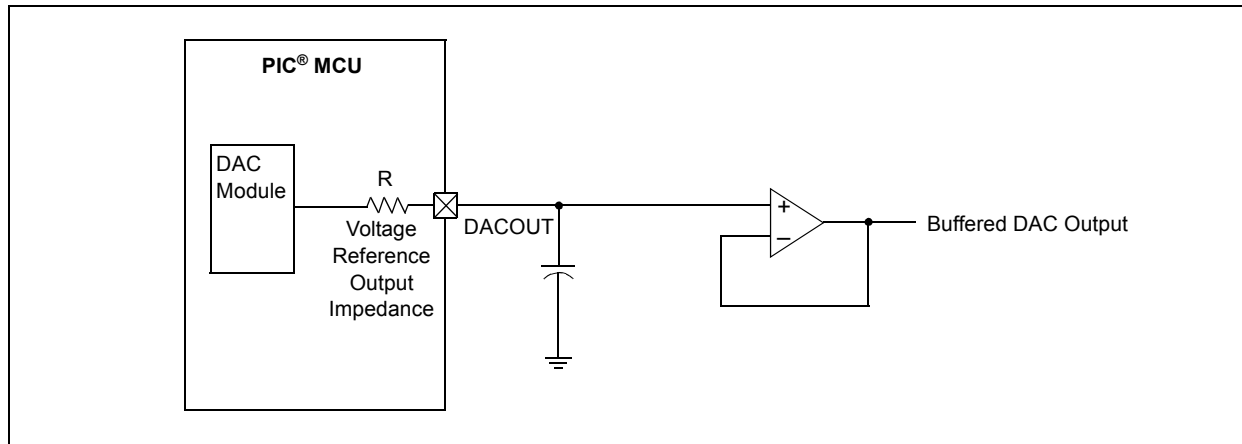 PIC® MCU
DAC
Module
R
Voltage
Reference
Output
Impedance
DACOUT
+
–
Buffered DAC Output